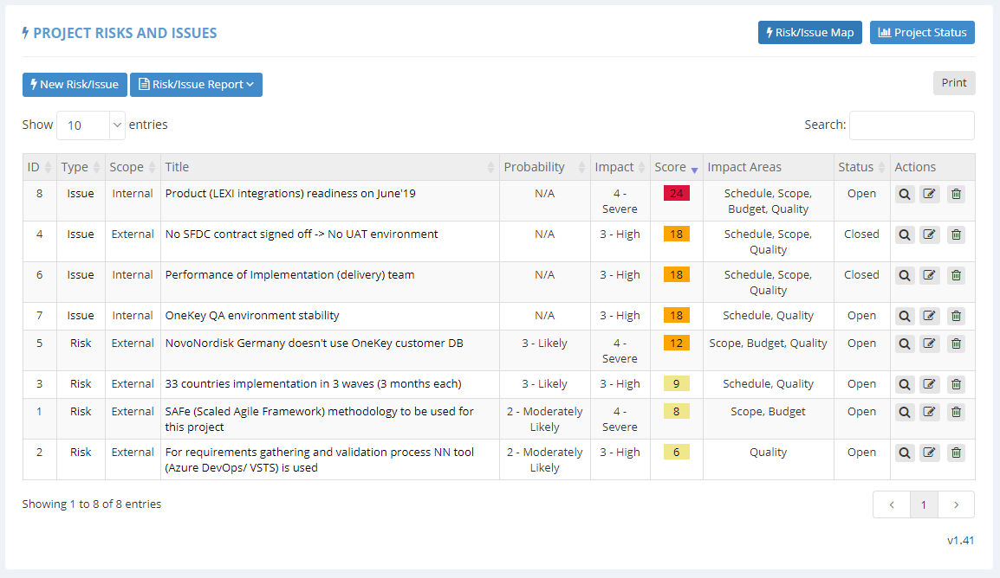 PROJECT RISKS AND ISSUES
Risk/Issue Map
Project Status
New Risk/Issue
Risk/Issue Report
Print
Show 10 entries
Search:
ID Type Scope Title Probability Impact Score Impact Areas Status Actions
8 Issue Internal Product (LEXI integrations) readiness on June'19 N/A 4 - 24 Schedule, Scope, Open
Severe Budget, Quality
4 Issue External No SFDC contract signed off -> No UAT environment N/A 3 - High 18 Schedule, Scope, Closed
Quality
6 Issue Internal Performance of Implementation (delivery) team N/A 3 - High 18 Schedule, Scope, Closed
Quality
7 Issue Internal OneKey QA environment stability N/A 3 - High 18 Schedule, Quality Open
5 Risk External NovoNordisk Germany doesn't use OneKey customer DB 3 - Likely 4 - 12 Scope, Budget, Quality Open
Severe
3 Risk External 33 countries implementation in 3 waves (3 months each) 3 - Likely 3 - High 9 Schedule, Quality Open
1 Risk External SAFe (Scaled Agile Framework) methodology to be used for 2 - Moderately 4 - 8 Scope, Budget Open
this project Likely Severe
2 Risk External For requirements gathering and validation process NN tool 2 - Moderately 3 - High 6 Quality Open
(Azure DevOps/ VSTS) is used Likely
Showing 1 to 8 of 8 entries
1
v1.41